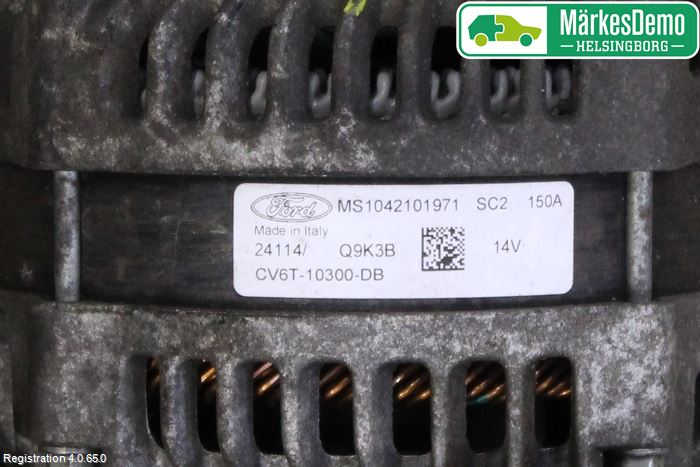 MärkesDemo
HELSINGBORG
Ford MS1042101971 SC2 150A
Made in Italy
24114/ Q9K3B 14V
CV6T-10300-DB
Registration 4.0.65.0